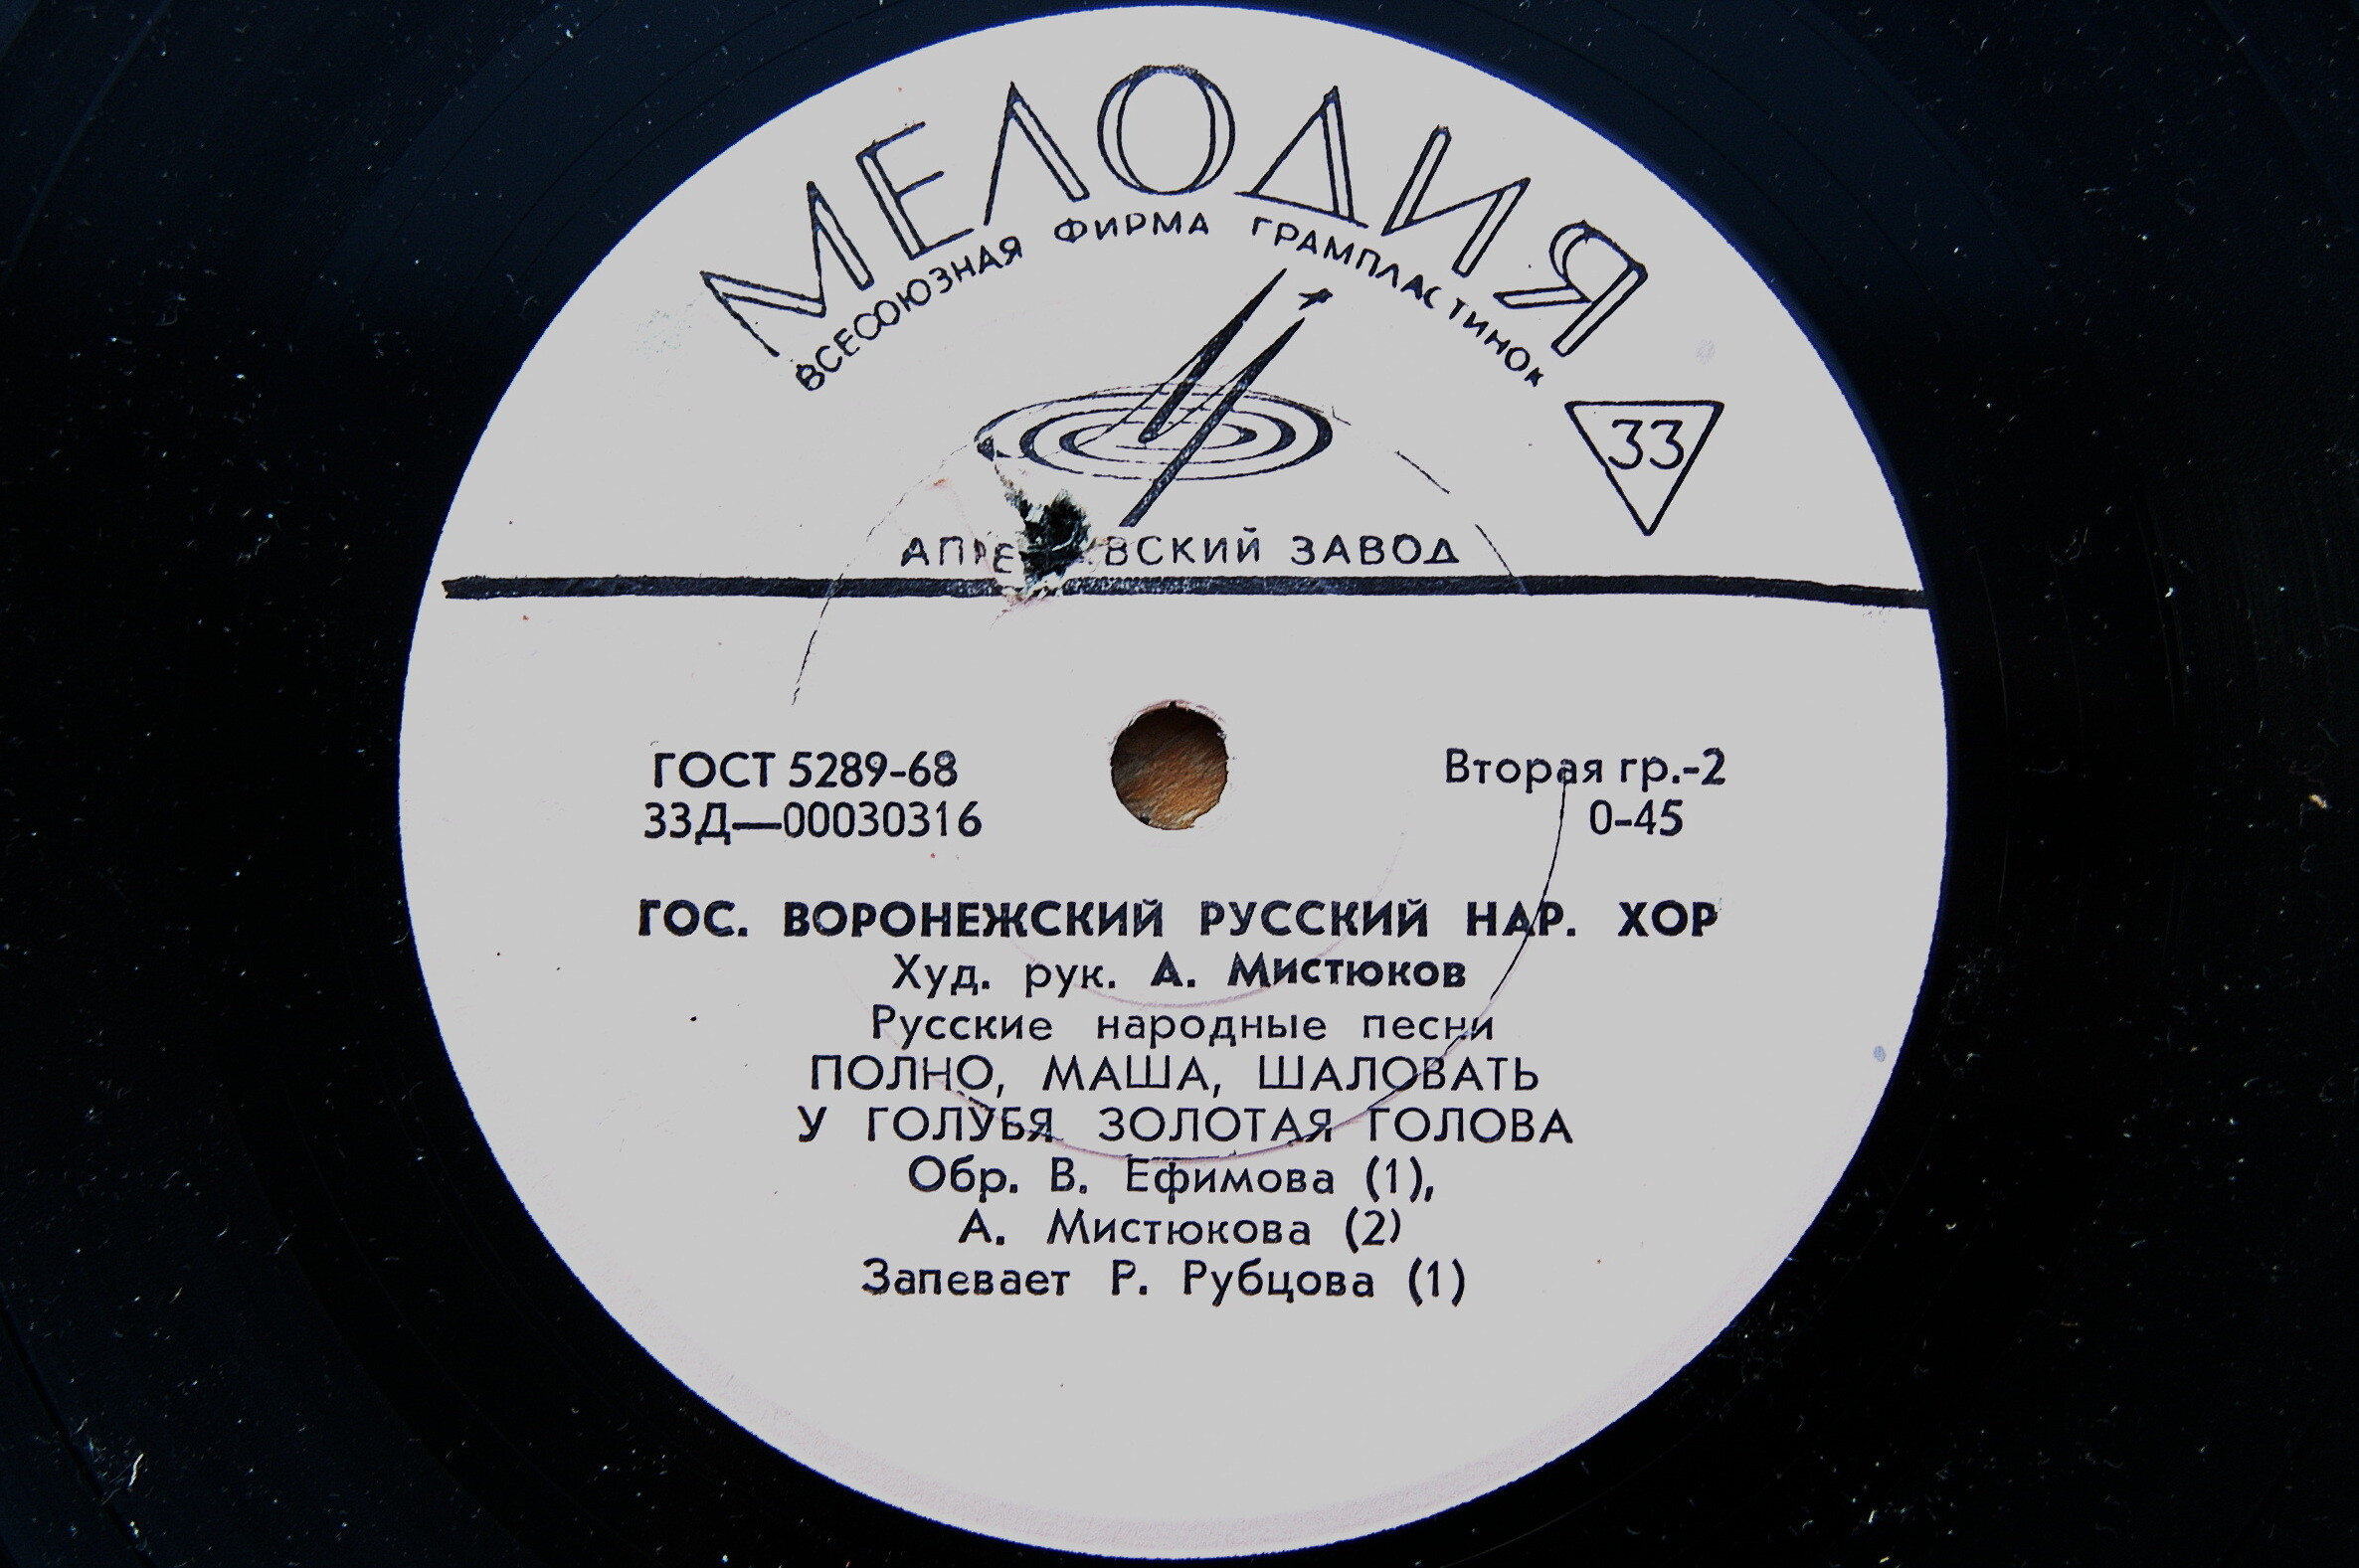 МЕЛОДИЯ
ВСЕСОЮЗНАЯ ФИРМА ГРАМПЛАСТИНОК
33
ЗАВОД
ГОСТ 5289-68
33Д—00030316
Вторая гр.-2
0-45
ГОС. ВОРОНЕЖСКИЙ РУССКИЙ НАР. ХОР
Худ. рук. А. Мистюков
Русские народные песни
ПОЛНО, МАША, ШАЛОВАТЬ
У ГОЛУБЯ ЗОЛОТАЯ ГОЛОВА
Обр. В. Ефимова (1),
А. Мистюкова (2)
Запевает Р. Рубцова (1)